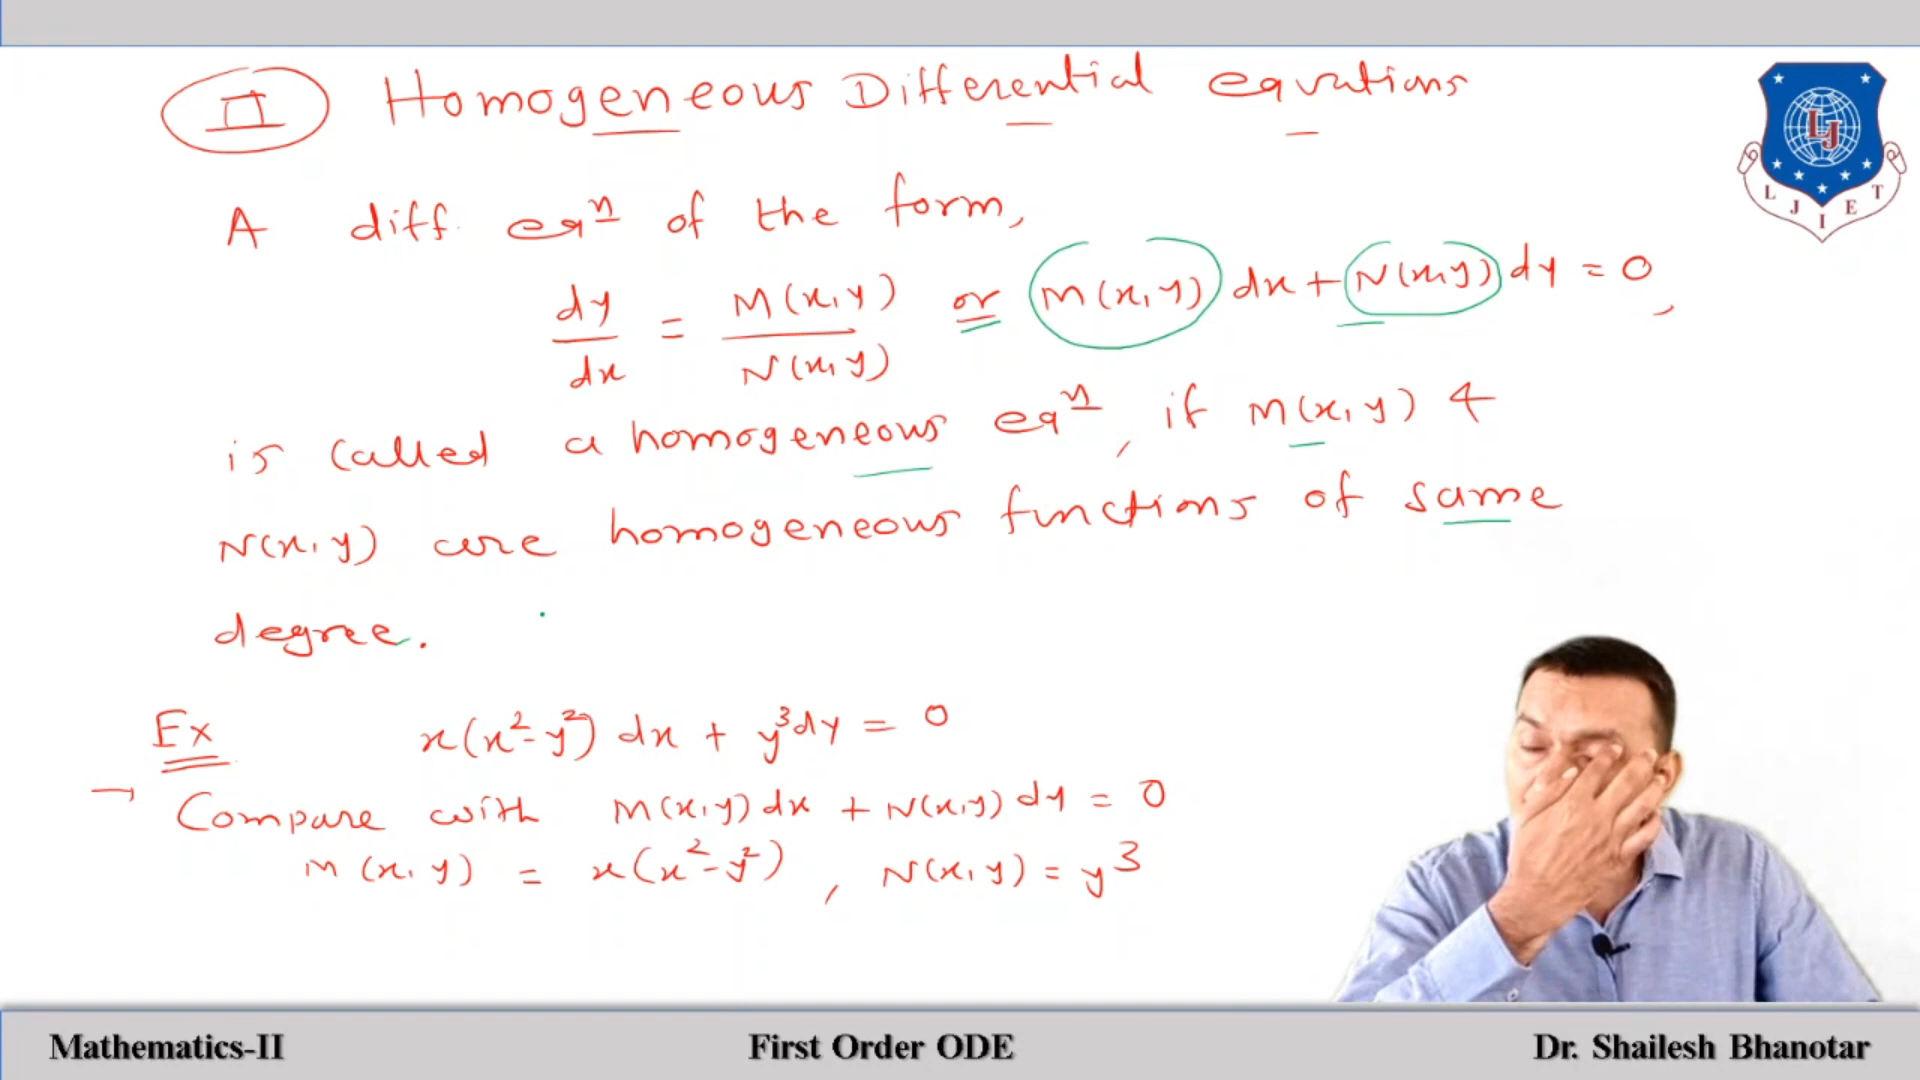 II Homogeneous Differential equations
A diff. eqⁿ of the form,
dy/dx = M(x,y)/N(x,y) or M(x,y) dx + N(x,y) dy = 0,
is called a homogeneous eqⁿ, if M(x,y) &
N(x,y) are homogeneous functions of same
degree.
Ex x(x²-y²) dx + y³dy = 0
→ Compare with M(x,y) dx + N(x,y) dy = 0
M(x,y) = x(x²-y²), N(x,y) = y³
LJ
L J I E T
Mathematics-II First Order ODE Dr. Shailesh Bhanotar